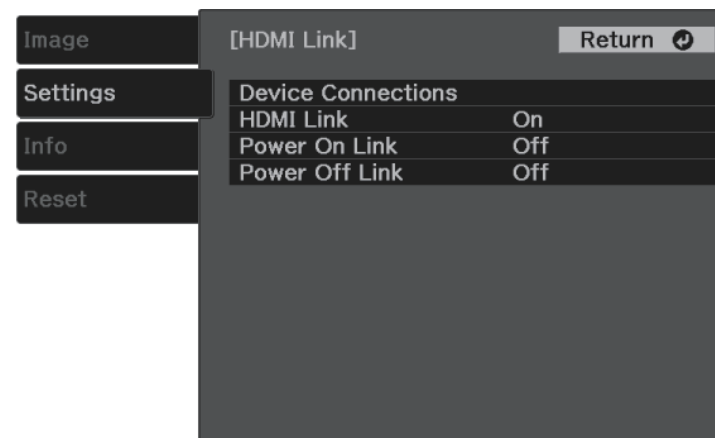 Image
Settings
Info
Reset
[HDMI Link]
Return
Device Connections
HDMI Link On
Power On Link Off
Power Off Link Off